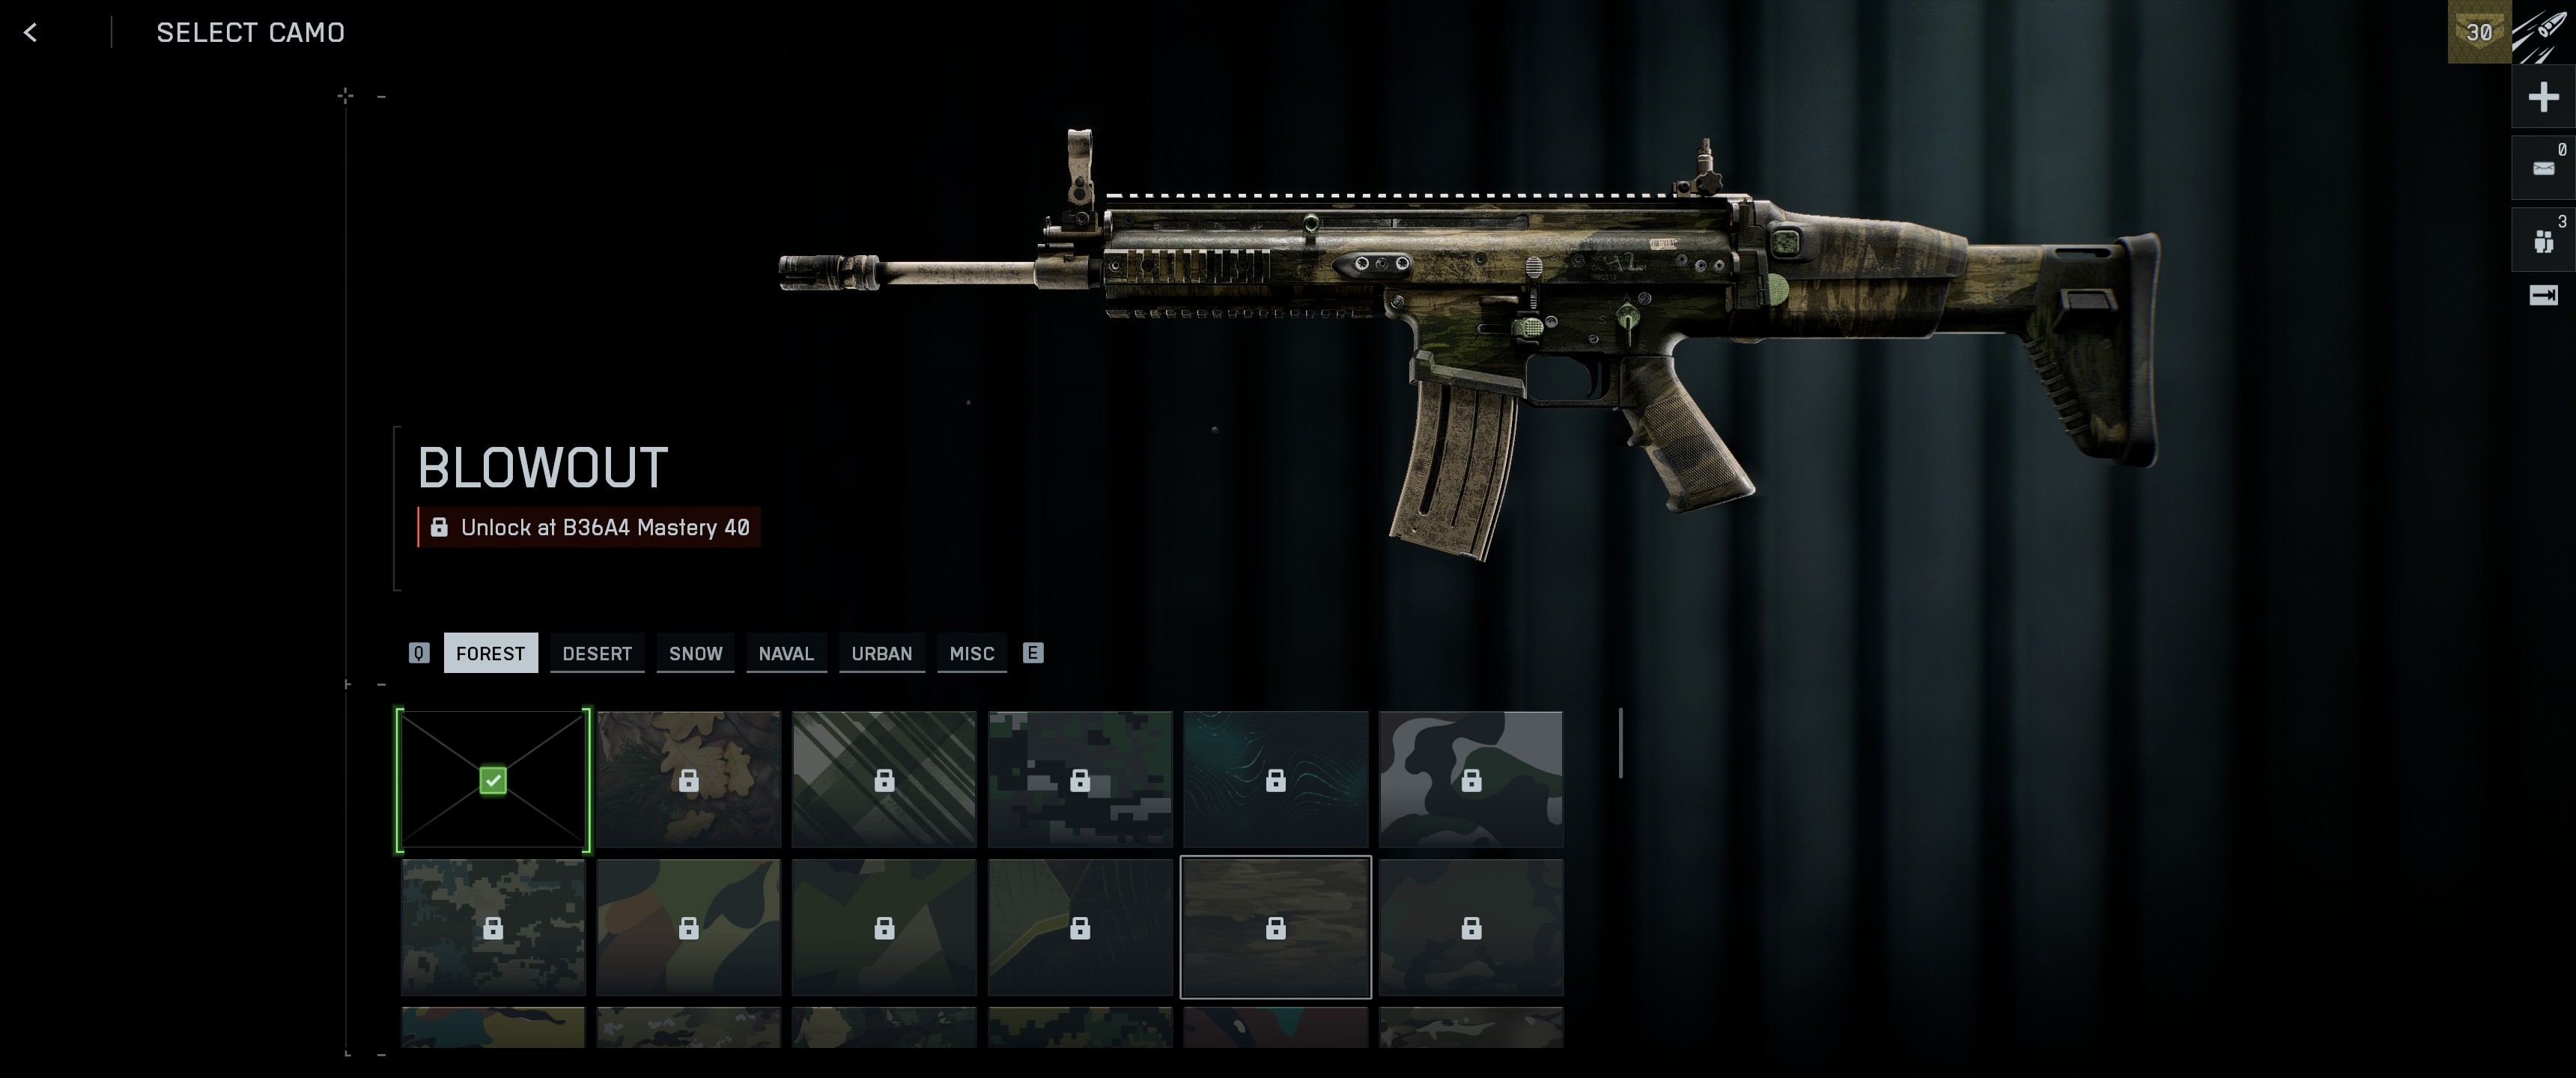 SELECT CAMO
30
0
3
BLOWOUT
Unlock at B36A4 Mastery 40
Q FOREST DESERT SNOW NAVAL URBAN MISC E